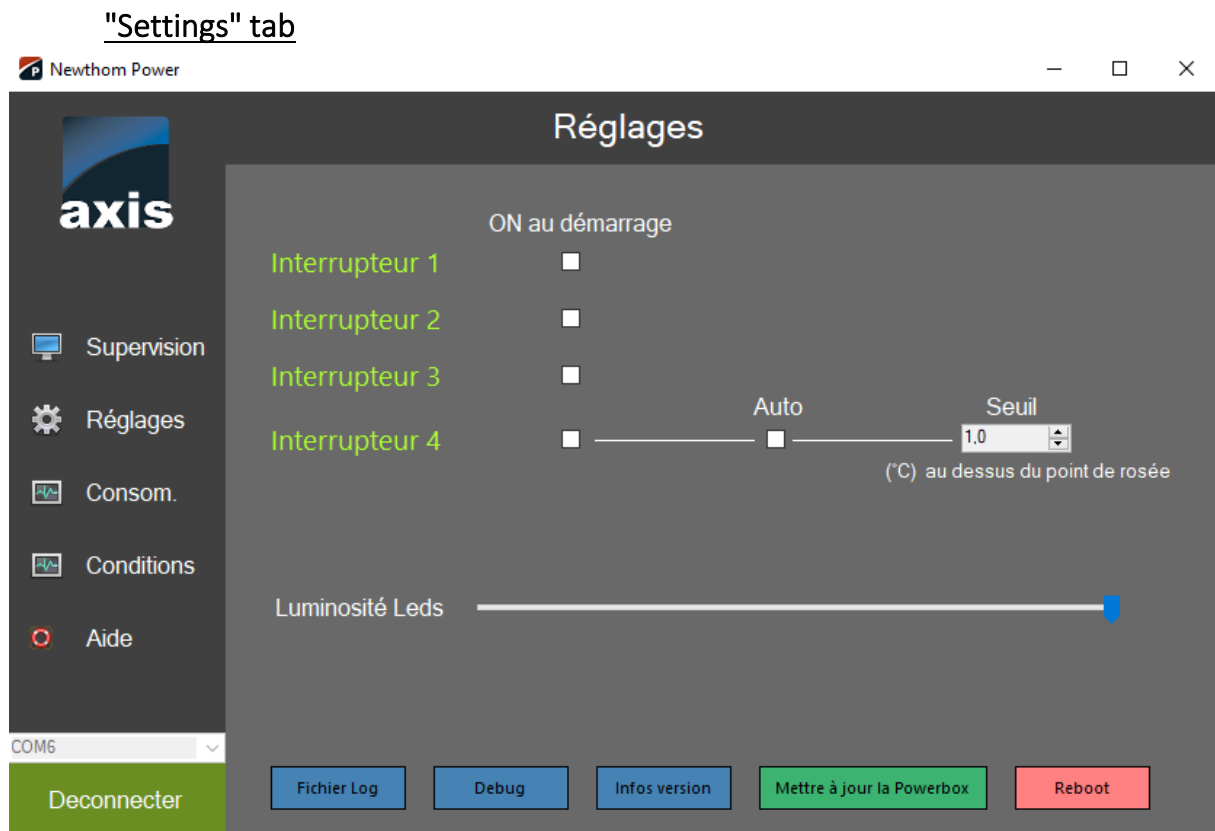 "Settings" tab
P Newthom Power
axis
Réglages
Supervision
Réglages
Consom.
Conditions
Aide
COM6
Deconnecter
ON au démarrage
Interrupteur 1
Interrupteur 2
Interrupteur 3
Auto Seuil
Interrupteur 4 1,0
(°C) au dessus du point de rosée
Luminosité Leds
Fichier Log Debug Infos version Mettre à jour la Powerbox Reboot